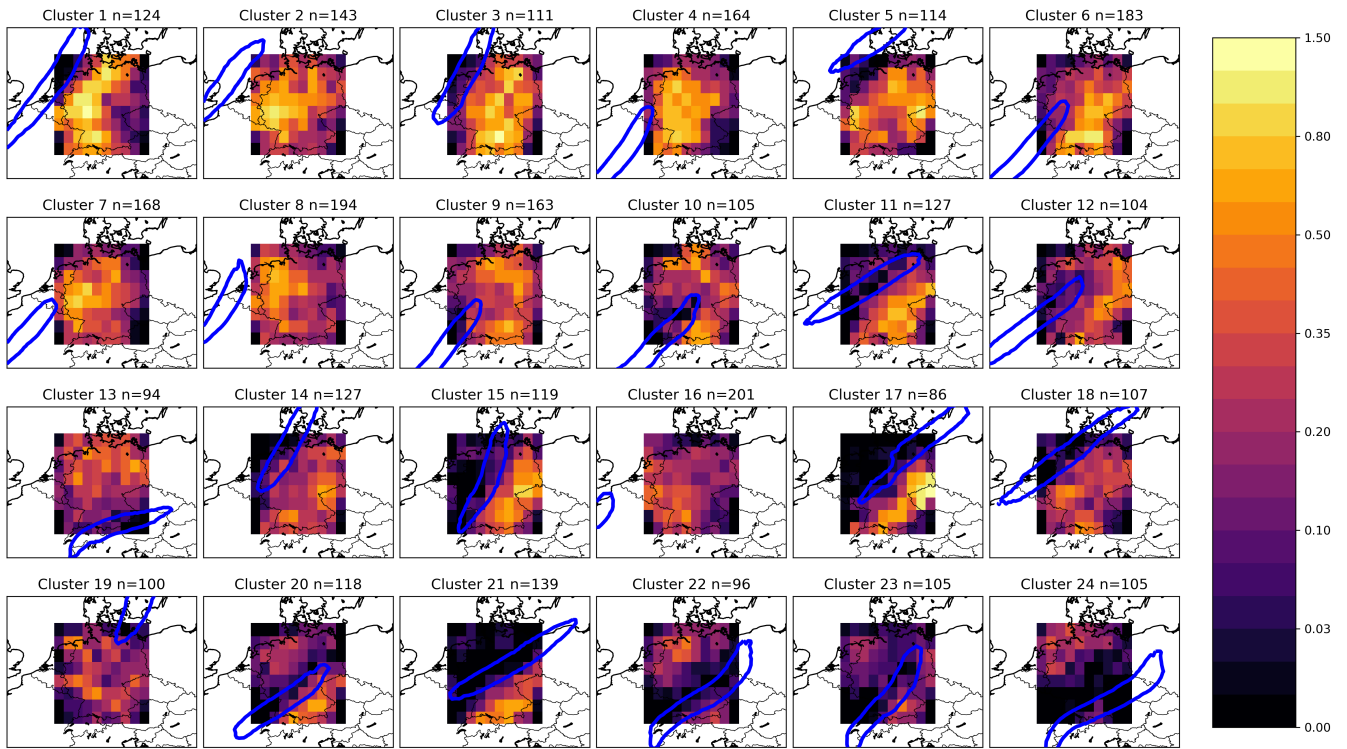 Cluster 1 n=124
Cluster 2 n=143
Cluster 3 n=111
Cluster 4 n=164
Cluster 5 n=114
Cluster 6 n=183
Cluster 7 n=168
Cluster 8 n=194
Cluster 9 n=163
Cluster 10 n=105
Cluster 11 n=127
Cluster 12 n=104
Cluster 13 n=94
Cluster 14 n=127
Cluster 15 n=119
Cluster 16 n=201
Cluster 17 n=86
Cluster 18 n=107
Cluster 19 n=100
Cluster 20 n=118
Cluster 21 n=139
Cluster 22 n=96
Cluster 23 n=105
Cluster 24 n=105
1.50
0.80
0.50
0.35
0.20
0.10
0.03
0.00